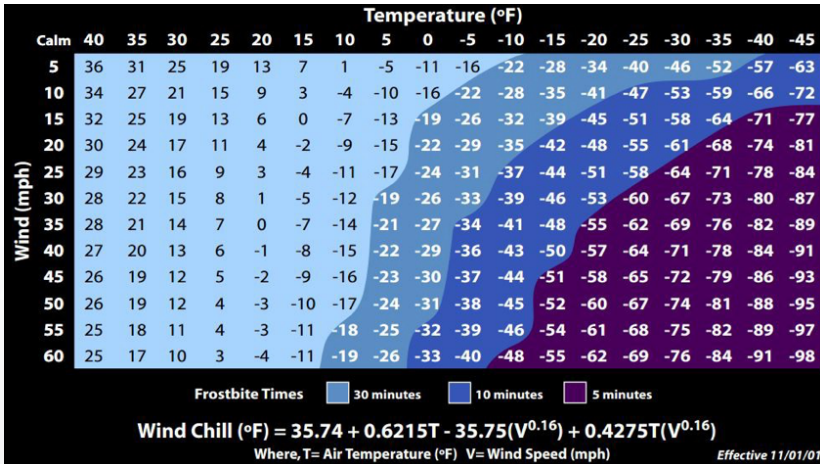 Temperature (ºF)
Calm 40 35 30 25 20 15 10 5 0 -5 -10 -15 -20 -25 -30 -35 -40 -45
5 36 31 25 19 13 7 1 -5 -11 -16 -22 -28 -34 -40 -46 -52 -57 -63
10 34 27 21 15 9 3 -4 -10 -16 -22 -28 -35 -41 -47 -53 -59 -66 -72
15 32 25 19 13 6 0 -7 -13 -19 -26 -32 -39 -45 -51 -58 -64 -71 -77
20 30 24 17 11 4 -2 -9 -15 -22 -29 -35 -42 -48 -55 -61 -68 -74 -81
25 29 23 16 9 3 -4 -11 -17 -24 -31 -37 -44 -51 -58 -64 -71 -78 -84
30 28 22 15 8 1 -5 -12 -19 -26 -33 -39 -46 -53 -60 -67 -73 -80 -87
35 28 21 14 7 0 -7 -14 -21 -27 -34 -41 -48 -55 -62 -69 -76 -82 -89
40 27 20 13 6 -1 -8 -15 -22 -29 -36 -43 -50 -57 -64 -71 -78 -84 -91
45 26 19 12 5 -2 -9 -16 -23 -30 -37 -44 -51 -58 -65 -72 -79 -86 -93
50 26 19 12 4 -3 -10 -17 -24 -31 -38 -45 -52 -60 -67 -74 -81 -88 -95
55 25 18 11 4 -3 -11 -18 -25 -32 -39 -46 -54 -61 -68 -75 -82 -89 -97
60 25 17 10 3 -4 -11 -19 -26 -33 -40 -48 -55 -62 -69 -76 -84 -91 -98
Wind (mph)
Frostbite Times 30 minutes 10 minutes 5 minutes
Wind Chill (ºF) = 35.74 + 0.6215T - 35.75(V^0.16) + 0.4275T(V^0.16)
Where, T= Air Temperature (ºF) V= Wind Speed (mph) Effective 11/01/01